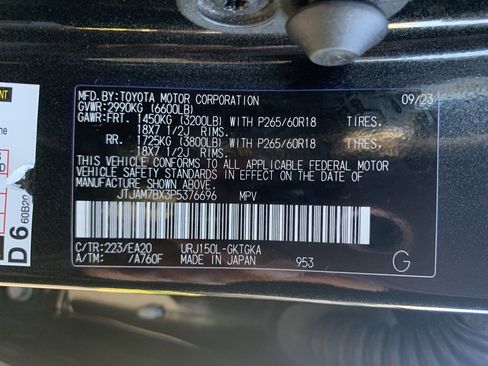 MFD.BY:TOYOTA MOTOR CORPORATION 09/23
GVWR:2990KG (6600LB)
GAWR:FRT. 1450KG (3200LB) WITH P265/60R18 TIRES.
18X7 1/2J RIMS.
RR. 1725KG (3800LB) WITH P265/60R18 TIRES.
18X7 1/2J RIMS.
THIS VEHICLE CONFORMS TO ALL APPLICABLE FEDERAL MOTOR
VEHICLE SAFETY STANDARDS IN EFFECT ON THE DATE OF
MANUFACTURE SHOWN ABOVE.
JTJAM7BX3P5376696 MPV
C/TR:223/EA20 URJ150L-GKTGKA
A/TM: /A760F MADE IN JAPAN 953 G
D 6 60B20